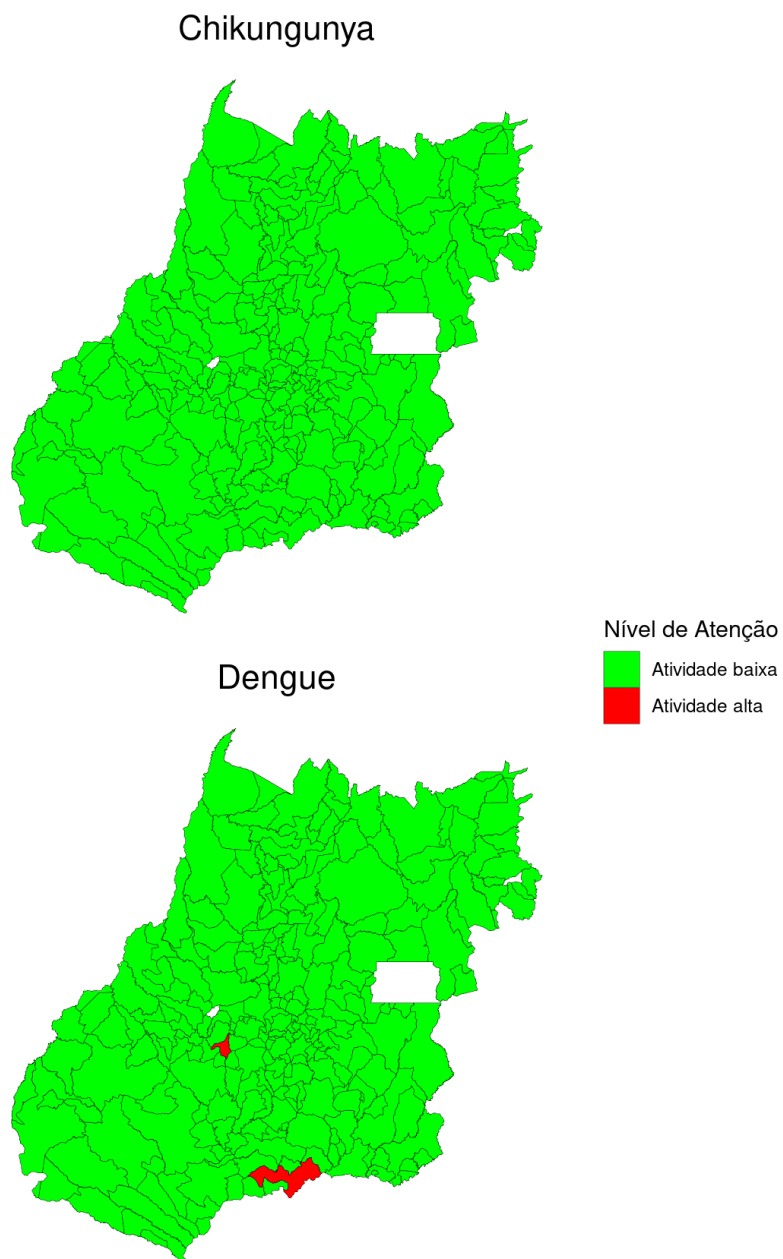 Chikungunya
Nível de Atenção
Atividade baixa
Atividade alta
Dengue